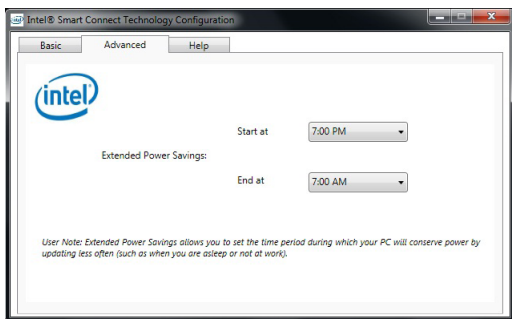 Intel® Smart Connect Technology Configuration
Basic Advanced Help
intel
Start at 7:00 PM
Extended Power Savings:
End at 7:00 AM
User Note: Extended Power Savings allows you to set the time period during which your PC will conserve power by
updating less often (such as when you are asleep or not at work).